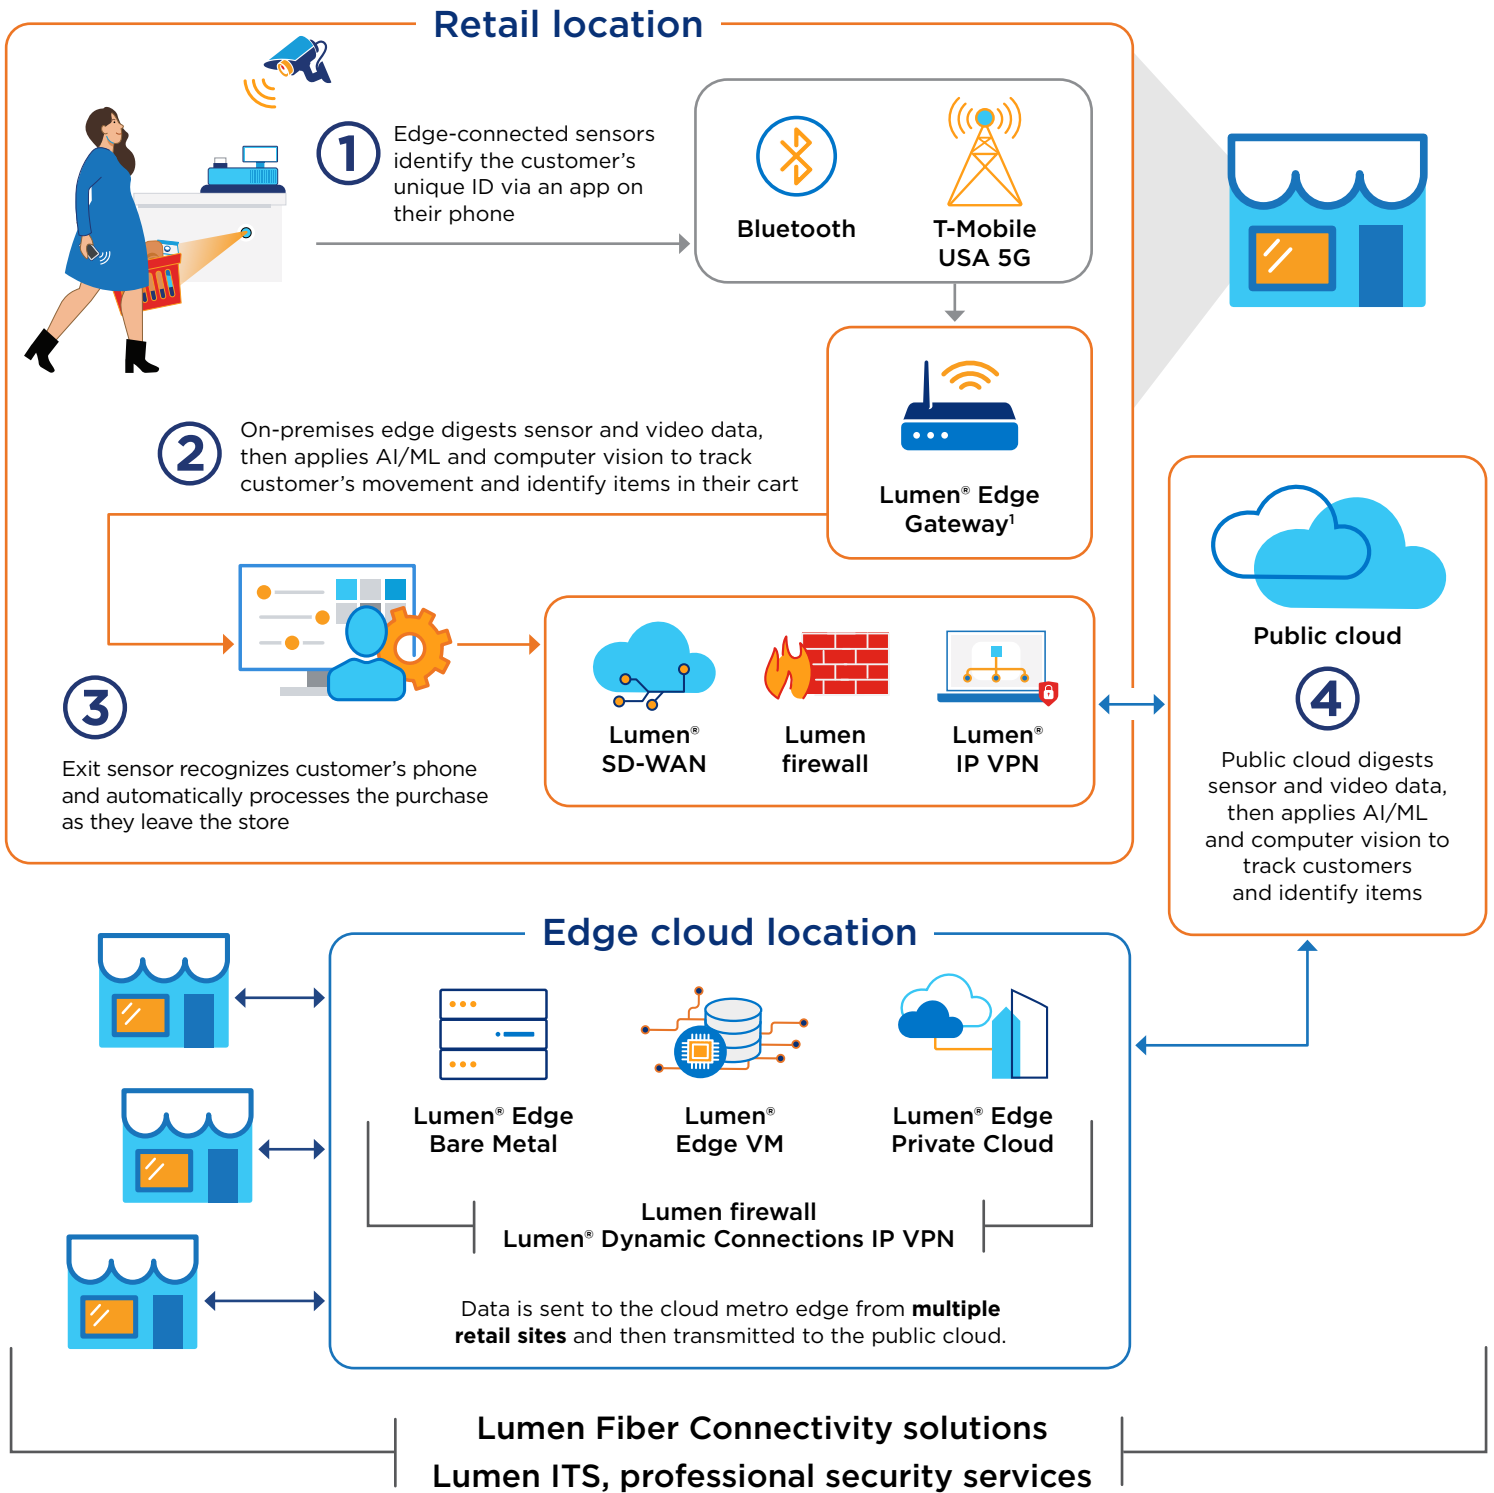 Retail location
1
Edge-connected sensors
identify the customer's
unique ID via an app on
their phone
Bluetooth
T-Mobile
USA 5G
2
On-premises edge digests sensor and video data,
then applies AI/ML and computer vision to track
customer's movement and identify items in their cart
Lumen® Edge
Gateway¹
3
Exit sensor recognizes customer's phone
and automatically processes the purchase
as they leave the store
Lumen®
SD-WAN
Lumen
firewall
Lumen®
IP VPN
Public cloud
4
Public cloud digests
sensor and video data,
then applies AI/ML
and computer vision to
track customers
and identify items
Edge cloud location
Lumen® Edge
Bare Metal
Lumen®
Edge VM
Lumen® Edge
Private Cloud
Lumen firewall
Lumen® Dynamic Connections IP VPN
Data is sent to the cloud metro edge from multiple
retail sites and then transmitted to the public cloud.
Lumen Fiber Connectivity solutions
Lumen ITS, professional security services